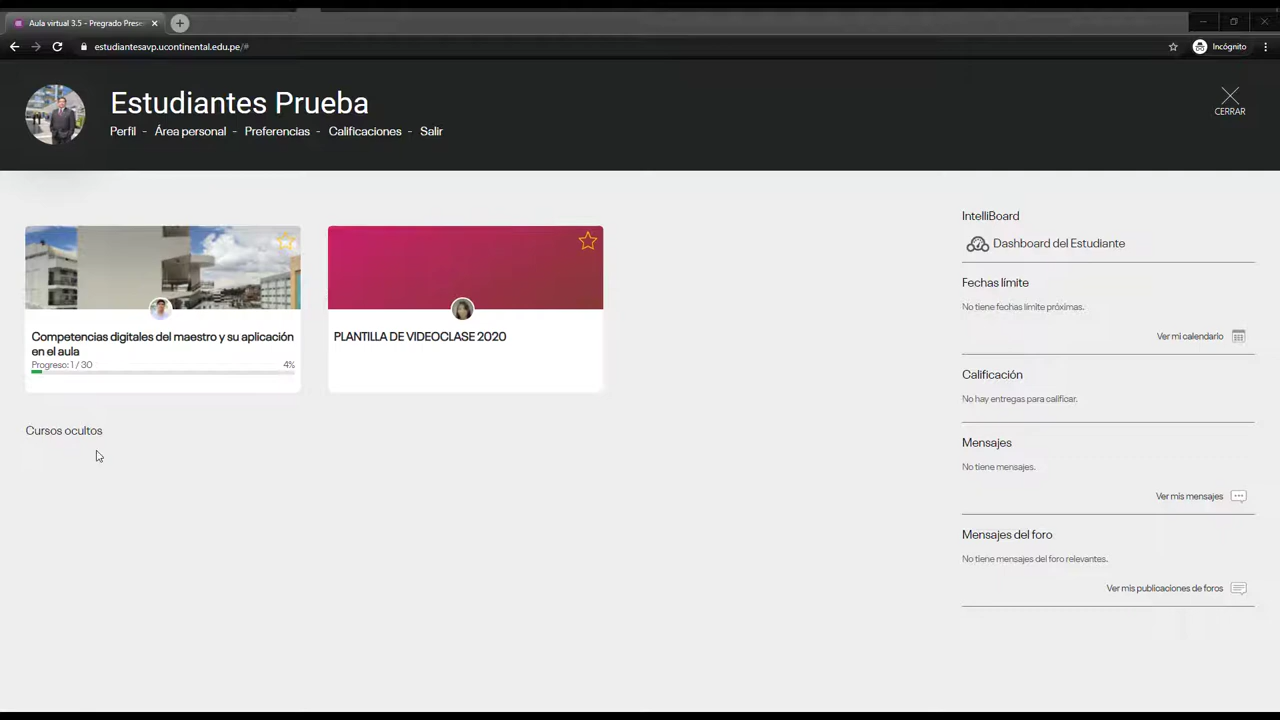 Aula virtual 3.5 - Pregrado Prese
estudiantesavp.ucontinental.edu.pe/#
Incógnito
Estudiantes Prueba
Perfil - Área personal - Preferencias - Calificaciones - Salir
CERRAR
Competencias digitales del maestro y su aplicación
en el aula
Progreso: 1 / 30 4%
PLANTILLA DE VIDEOCLASE 2020
Cursos ocultos
IntelliBoard
Dashboard del Estudiante
Fechas límite
No tiene fechas límite próximas.
Ver mi calendario
Calificación
No hay entregas para calificar.
Mensajes
No tiene mensajes.
Ver mis mensajes
Mensajes del foro
No tiene mensajes del foro relevantes.
Ver mis publicaciones de foros